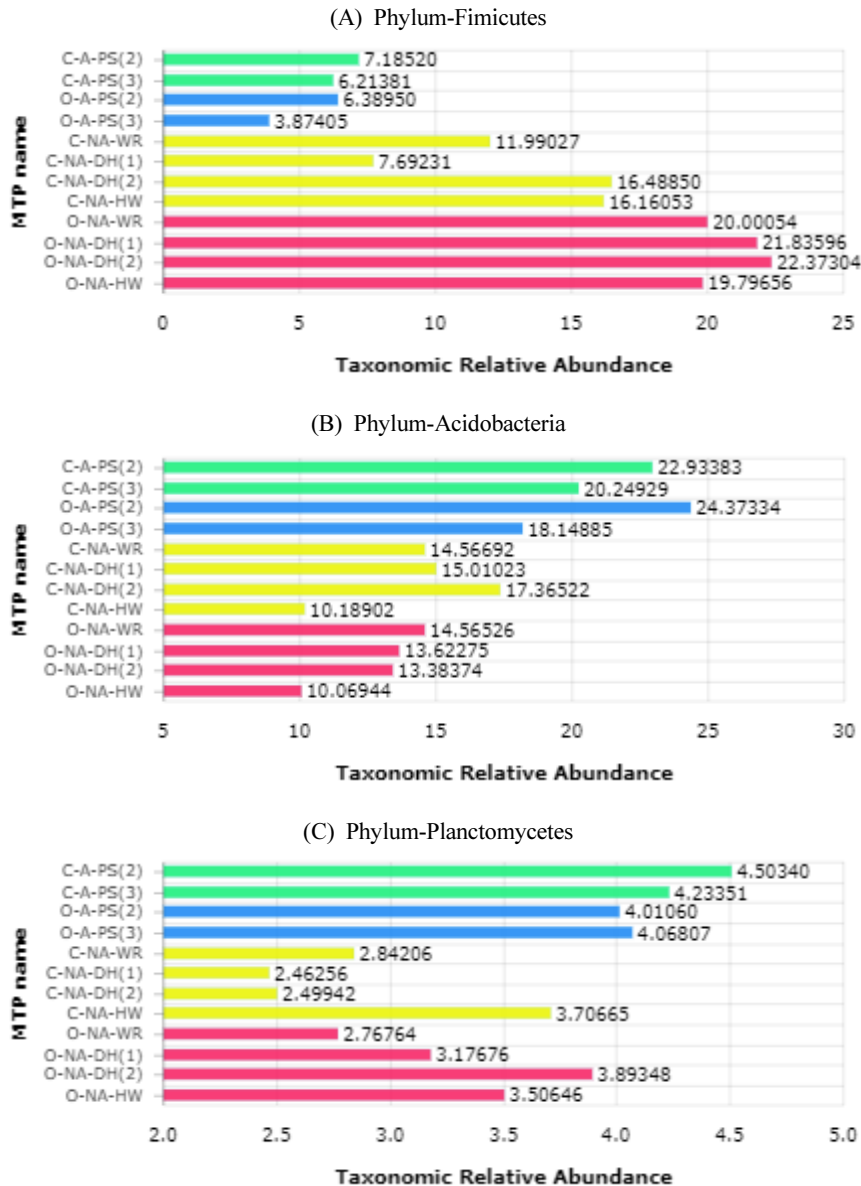 (A) Phylum-Fimicutes
MTP name
C-A-PS(2) 7.18520
C-A-PS(3) 6.21381
O-A-PS(2) 6.38950
O-A-PS(3) 3.87405
C-NA-WR 11.99027
C-NA-DH(1) 7.69231
C-NA-DH(2) 16.48850
C-NA-HW 16.16053
O-NA-WR 20.00054
O-NA-DH(1) 21.83596
O-NA-DH(2) 22.37304
O-NA-HW 19.79656
0 5 10 15 20 25
Taxonomic Relative Abundance
(B) Phylum-Acidobacteria
MTP name
C-A-PS(2) 22.93383
C-A-PS(3) 20.24929
O-A-PS(2) 24.37334
O-A-PS(3) 18.14885
C-NA-WR 14.56692
C-NA-DH(1) 15.01023
C-NA-DH(2) 17.36522
C-NA-HW 10.18902
O-NA-WR 14.56526
O-NA-DH(1) 13.62275
O-NA-DH(2) 13.38374
O-NA-HW 10.06944
5 10 15 20 25 30
Taxonomic Relative Abundance
(C) Phylum-Planctomycetes
MTP name
C-A-PS(2) 4.50340
C-A-PS(3) 4.23351
O-A-PS(2) 4.01060
O-A-PS(3) 4.06807
C-NA-WR 2.84206
C-NA-DH(1) 2.46256
C-NA-DH(2) 2.49942
C-NA-HW 3.70665
O-NA-WR 2.76764
O-NA-DH(1) 3.17676
O-NA-DH(2) 3.89348
O-NA-HW 3.50646
2.0 2.5 3.0 3.5 4.0 4.5 5.0
Taxonomic Relative Abundance